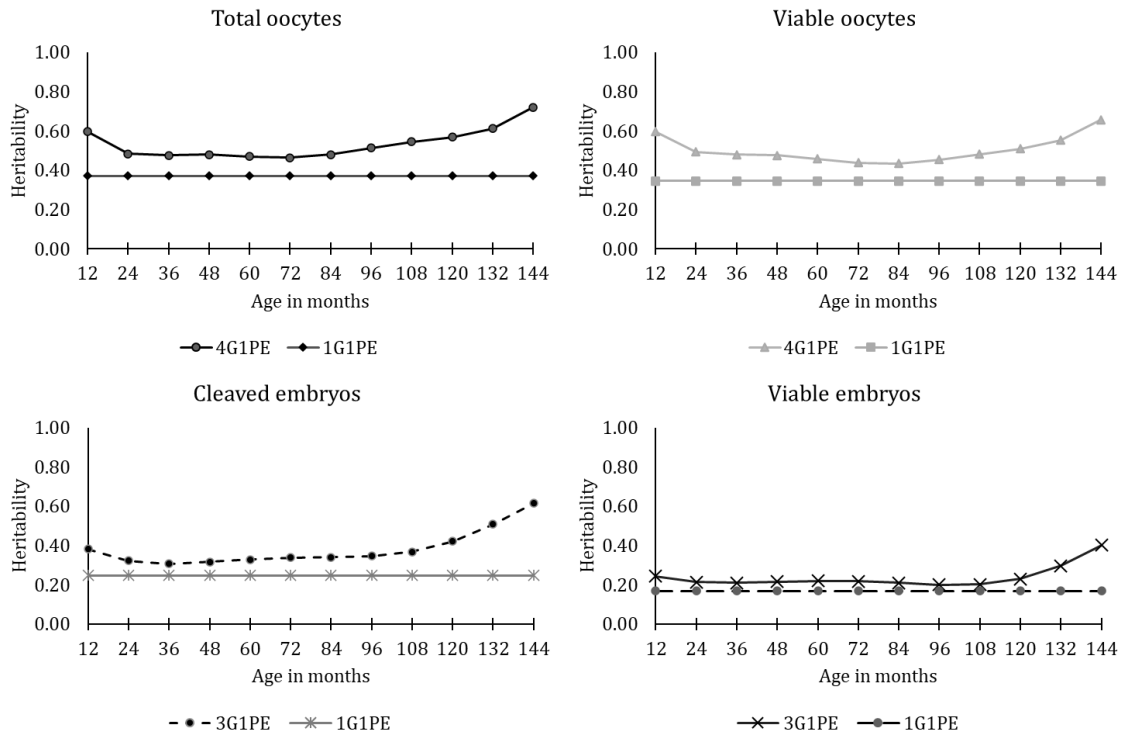 Total oocytes
1.00
0.80
0.60
0.40
0.20
0.00
Heritability
12 24 36 48 60 72 84 96 108 120 132 144
Age in months
4G1PE 1G1PE
Viable oocytes
1.00
0.80
0.60
0.40
0.20
0.00
Heritability
12 24 36 48 60 72 84 96 108 120 132 144
Age in months
4G1PE 1G1PE
Cleaved embryos
1.00
0.80
0.60
0.40
0.20
0.00
Heritability
12 24 36 48 60 72 84 96 108 120 132 144
Age in months
3G1PE 1G1PE
Viable embryos
1.00
0.80
0.60
0.40
0.20
0.00
Heritability
12 24 36 48 60 72 84 96 108 120 132 144
Age in months
3G1PE 1G1PE